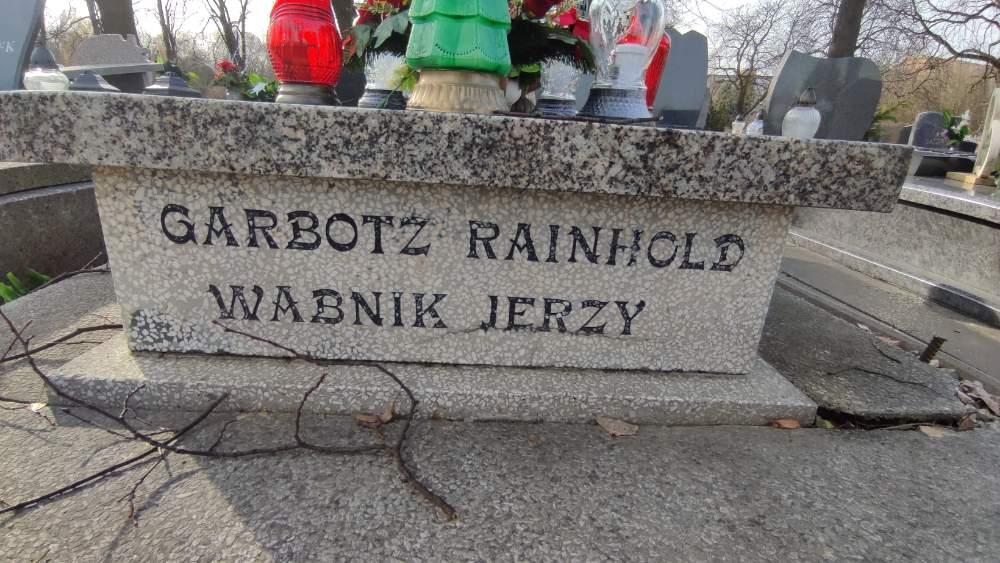 GARBOTZ RAINHOLD
WABNIK JERZY